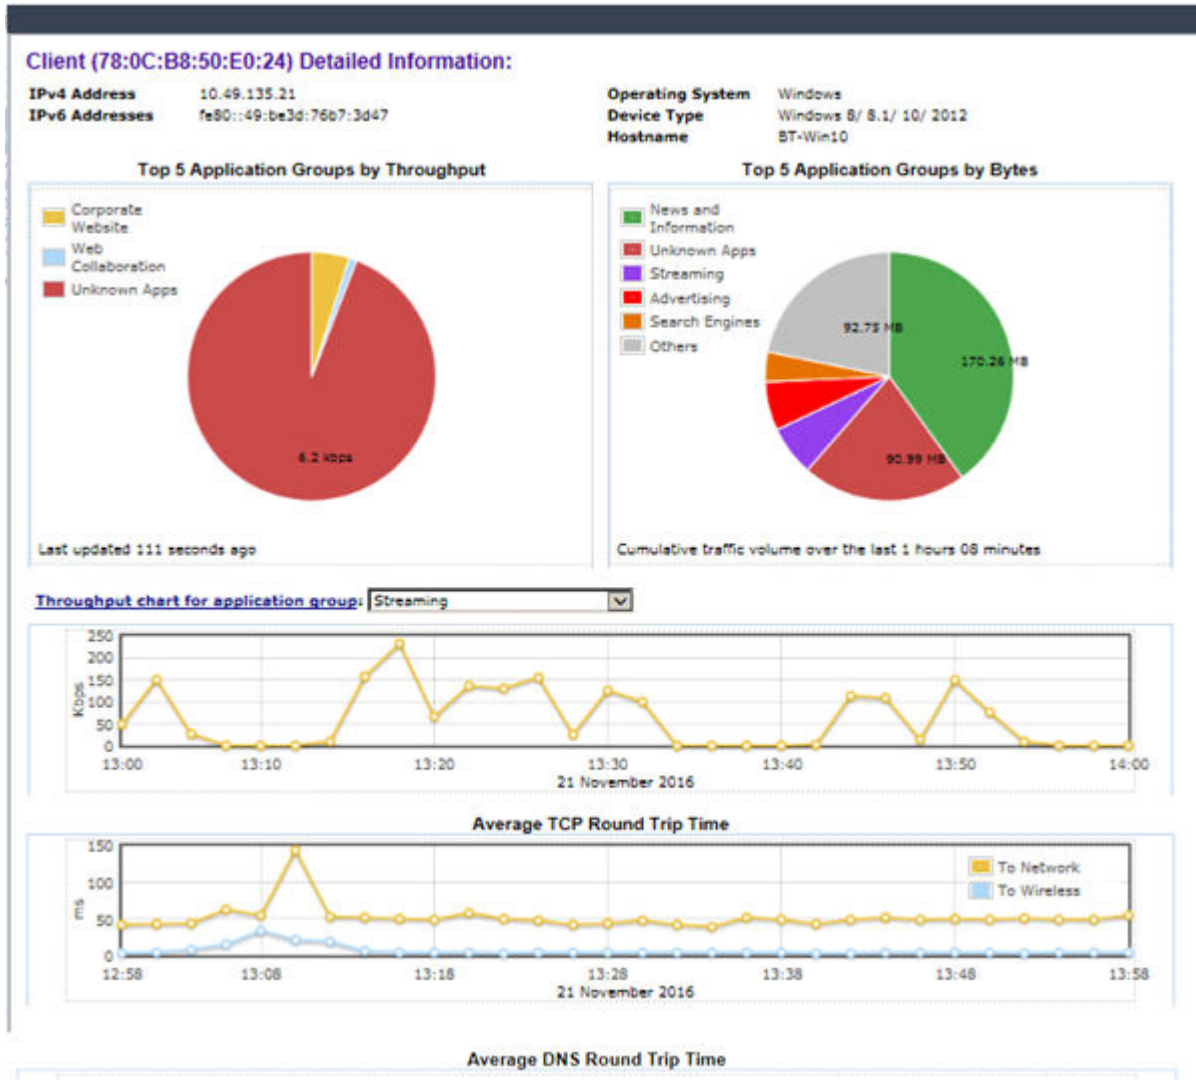 Client (78:0C:B8:50:E0:24) Detailed Information:
IPv4 Address 10.49.135.21
IPv6 Addresses fe80::49:be3d:76b7:3d47
Operating System Windows
Device Type Windows 8/ 8.1/ 10/ 2012
Hostname BT-Win10
Top 5 Application Groups by Throughput
Corporate
Website
Web
Collaboration
Unknown Apps
6.2 kbps
Last updated 111 seconds ago
Top 5 Application Groups by Bytes
News and
Information
Unknown Apps
Streaming
Advertising
Search Engines
Others
92.75 MB
170.26 MB
90.99 MB
Cumulative traffic volume over the last 1 hours 08 minutes
Throughput chart for application group: Streaming
Kbps
250
200
150
100
50
0
13:00 13:10 13:20 13:30 13:40 13:50 14:00
21 November 2016
Average TCP Round Trip Time
ms
150
100
50
0
To Network
To Wireless
12:58 13:08 13:18 13:28 13:38 13:48 13:58
21 November 2016
Average DNS Round Trip Time